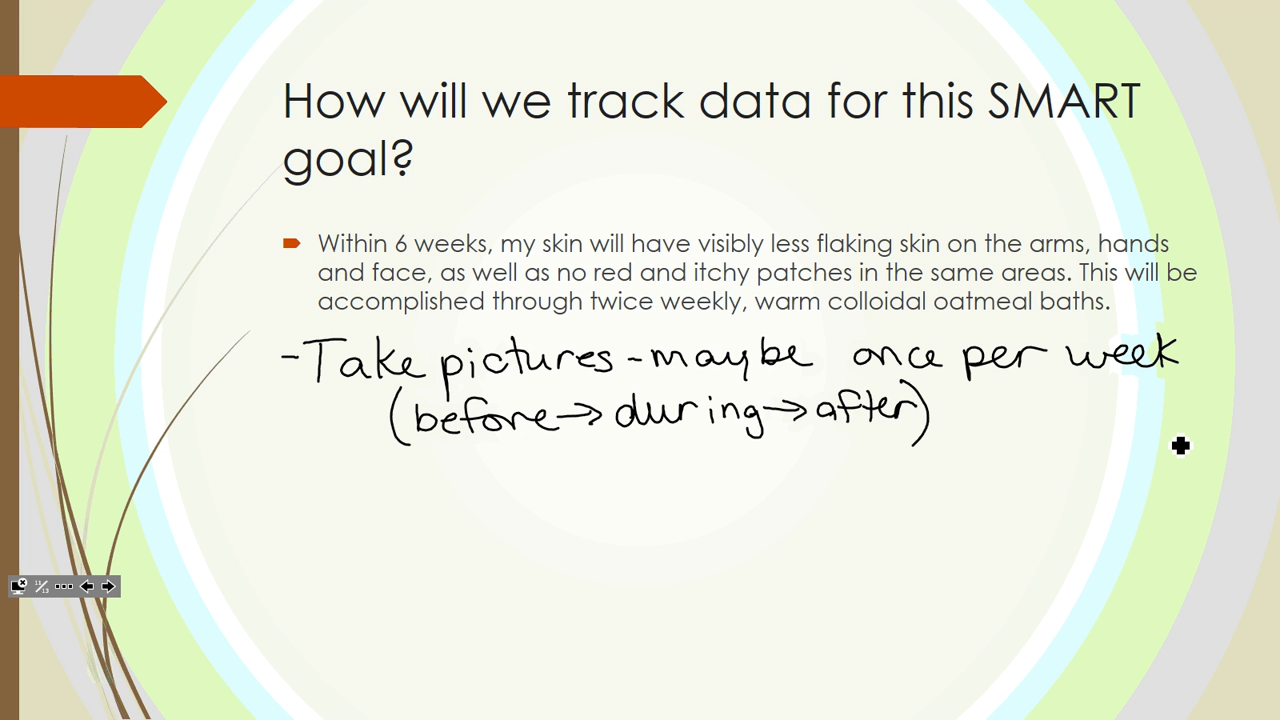 How will we track data for this SMART
goal?
Within 6 weeks, my skin will have visibly less flaking skin on the arms, hands
and face, as well as no red and itchy patches in the same areas. This will be
accomplished through twice weekly, warm colloidal oatmeal baths.
-Take pictures - maybe once per week
(before→during→after)
11/13